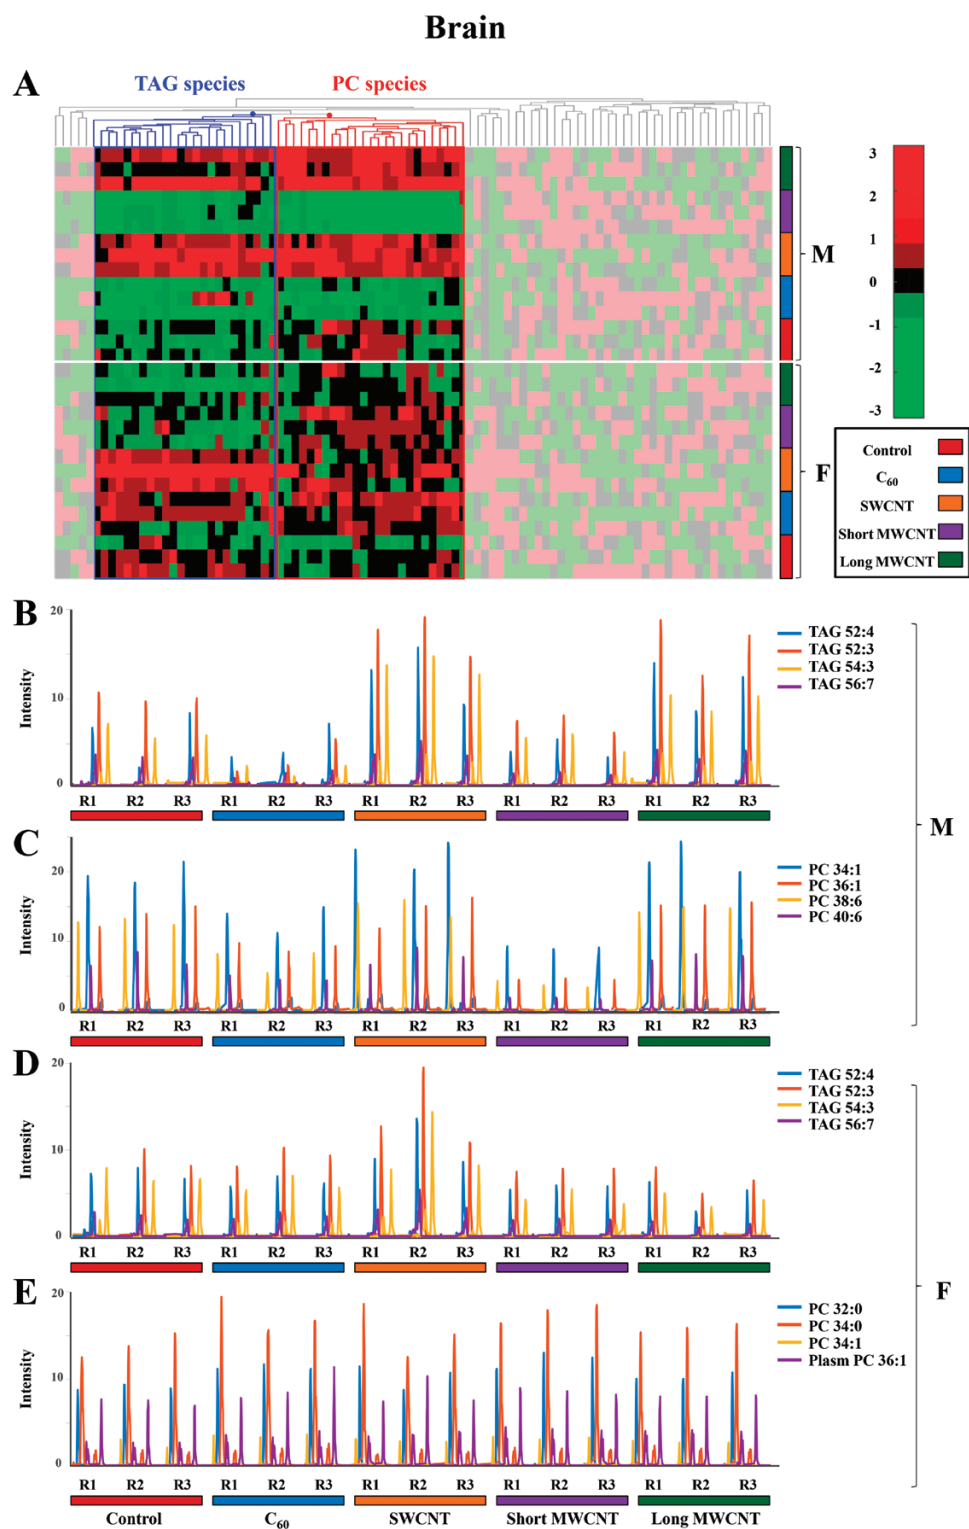 Brain
A
TAG species
PC species
3
2
1
0
-1
-2
-3
M
F
Control
C60
SWCNT
Short MWCNT
Long MWCNT
B
20
10
0
Intensity
TAG 52:4
TAG 52:3
TAG 54:3
TAG 56:7
R1 R2 R3 R1 R2 R3 R1 R2 R3 R1 R2 R3 R1 R2 R3
C
20
10
0
Intensity
PC 34:1
PC 36:1
PC 38:6
PC 40:6
R1 R2 R3 R1 R2 R3 R1 R2 R3 R1 R2 R3 R1 R2 R3
M
D
20
10
0
Intensity
TAG 52:4
TAG 52:3
TAG 54:3
TAG 56:7
R1 R2 R3 R1 R2 R3 R1 R2 R3 R1 R2 R3 R1 R2 R3
E
20
10
0
Intensity
PC 32:0
PC 34:0
PC 34:1
Plasm PC 36:1
R1 R2 R3 R1 R2 R3 R1 R2 R3 R1 R2 R3 R1 R2 R3
F
Control C60 SWCNT Short MWCNT Long MWCNT